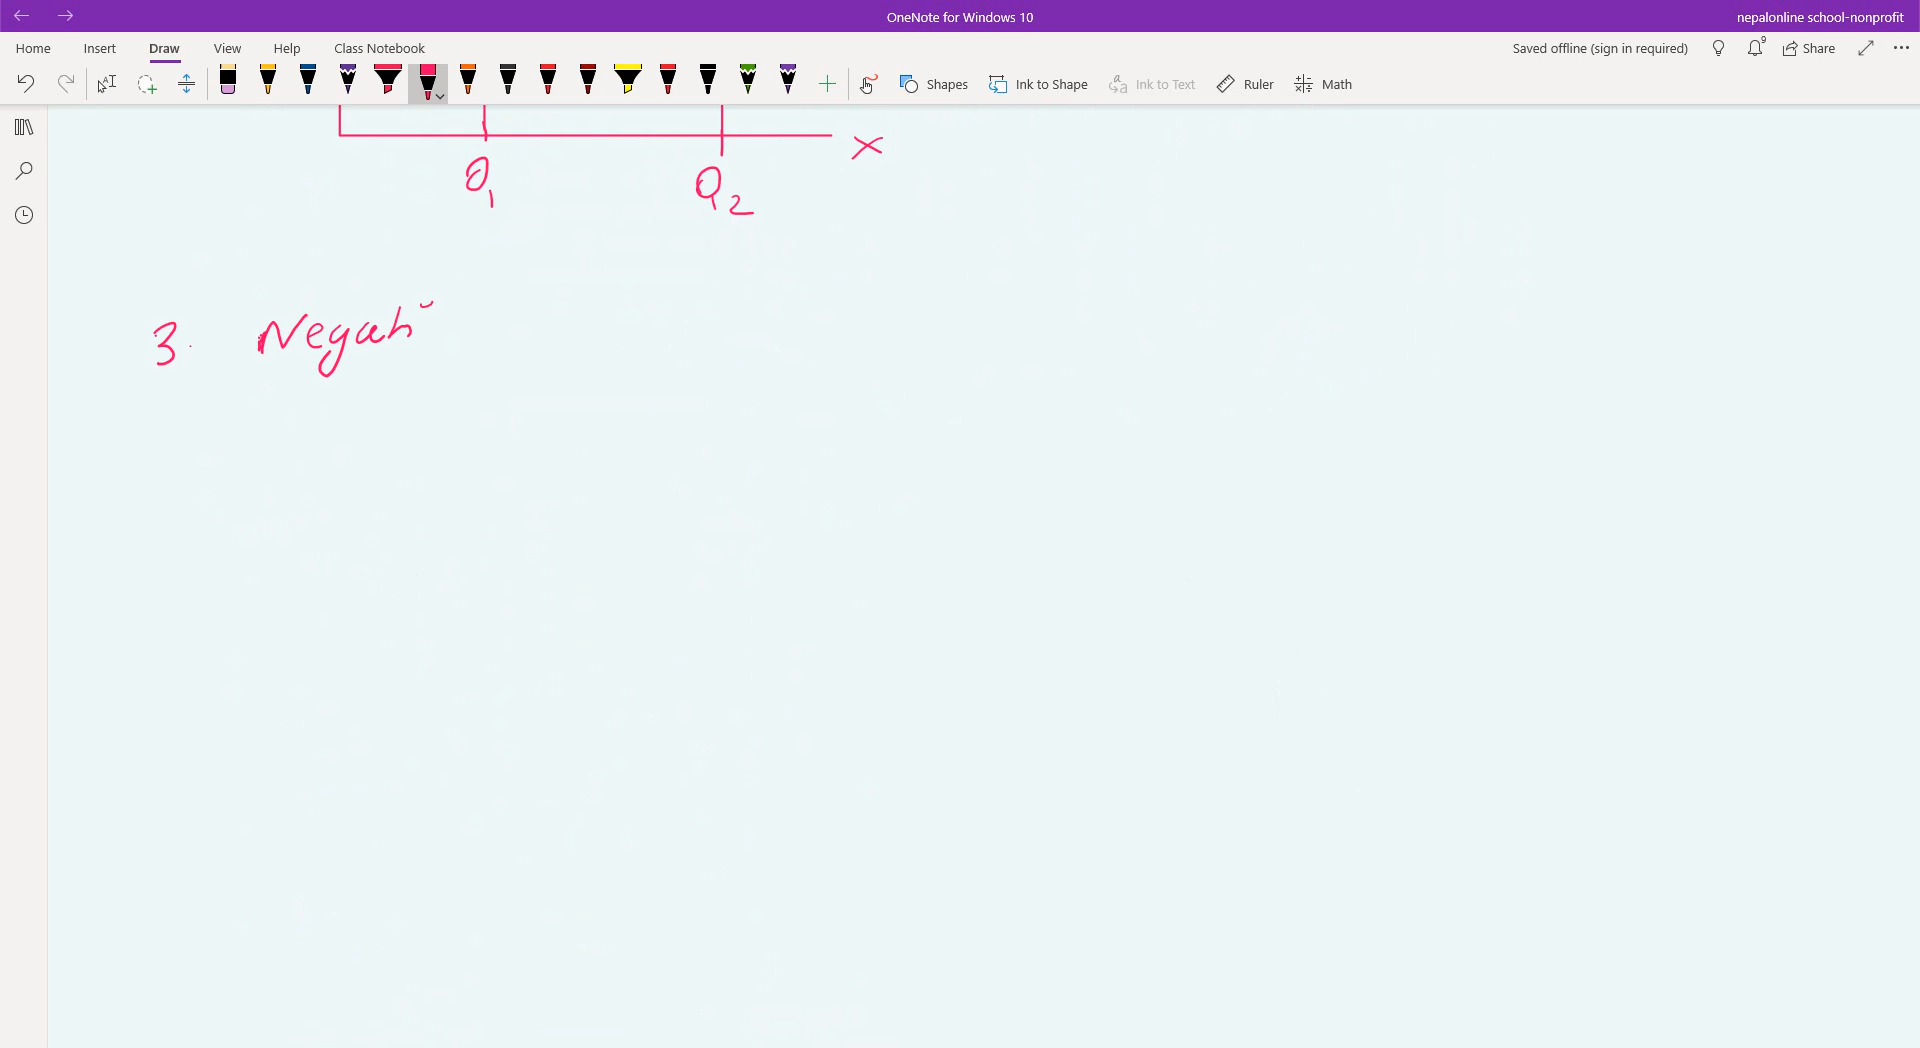 OneNote for Windows 10
nepalonline school-nonprofit
Home Insert Draw View Help Class Notebook
Saved offline (sign in required)
9
Share
Shapes Ink to Shape Ink to Text Ruler Math
X
Q1 Q2
3. Negati